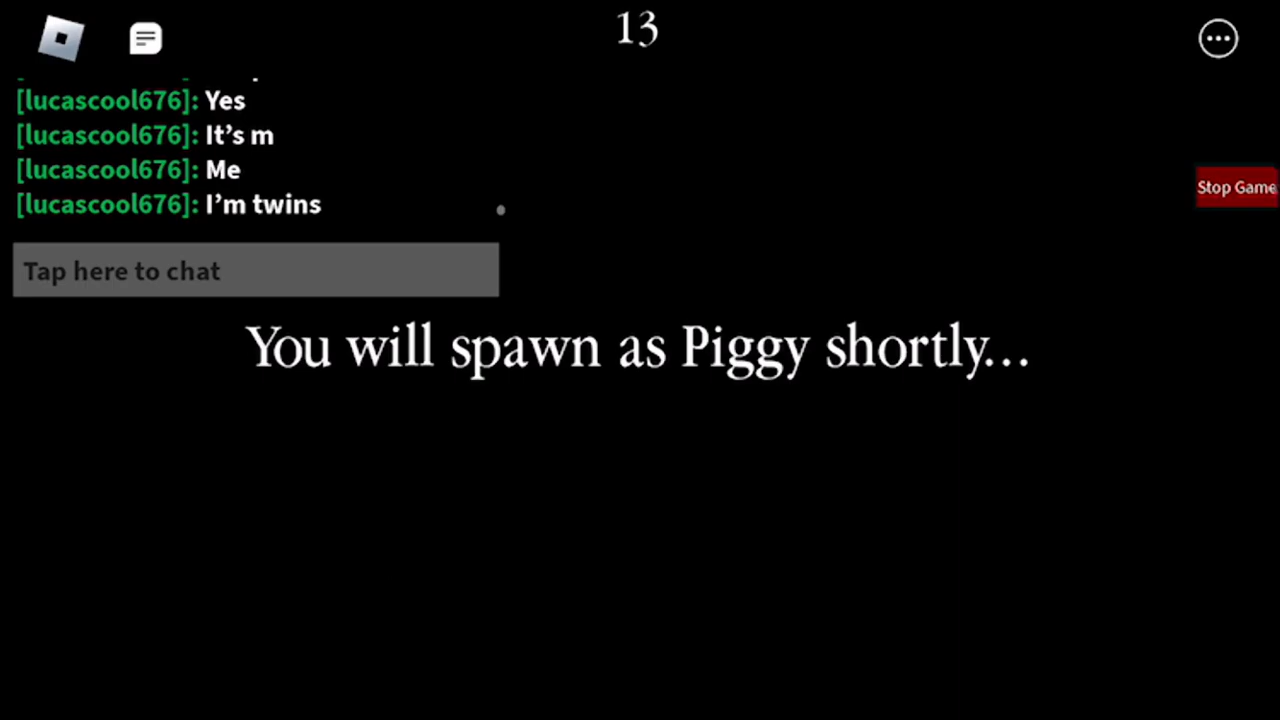 13
[lucascool676]: Yes
[lucascool676]: It’s m
[lucascool676]: Me
[lucascool676]: I’m twins
Stop Game
Tap here to chat
You will spawn as Piggy shortly...